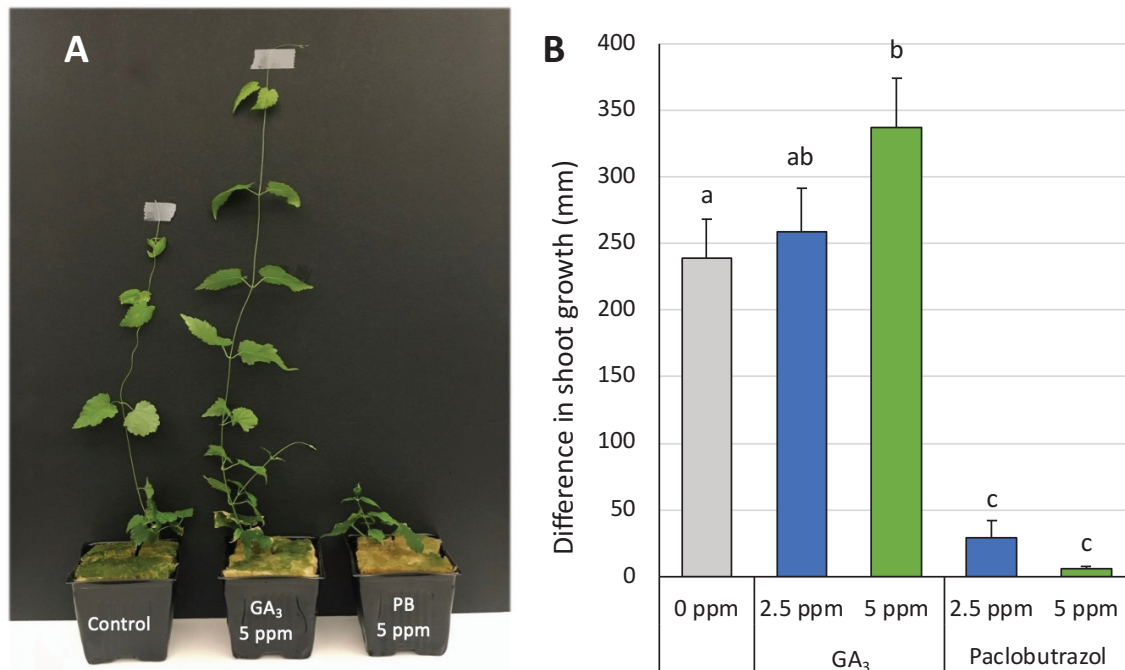 A
Control
GA₃
5 ppm
PB
5 ppm
B
Difference in shoot growth (mm)
400
350
300
250
200
150
100
50
0
a
ab
b
c
c
0 ppm
2.5 ppm
5 ppm
2.5 ppm
5 ppm
GA₃
Paclobutrazol